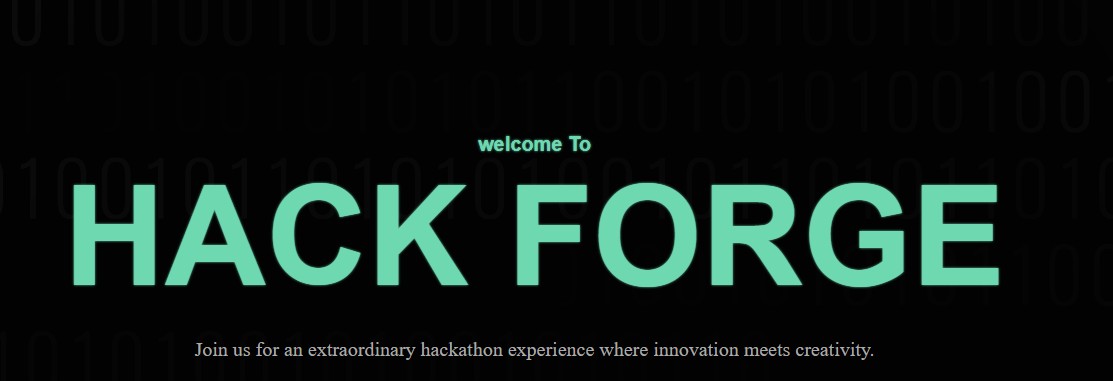 welcome To
HACK FORGE
Join us for an extraordinary hackathon experience where innovation meets creativity.